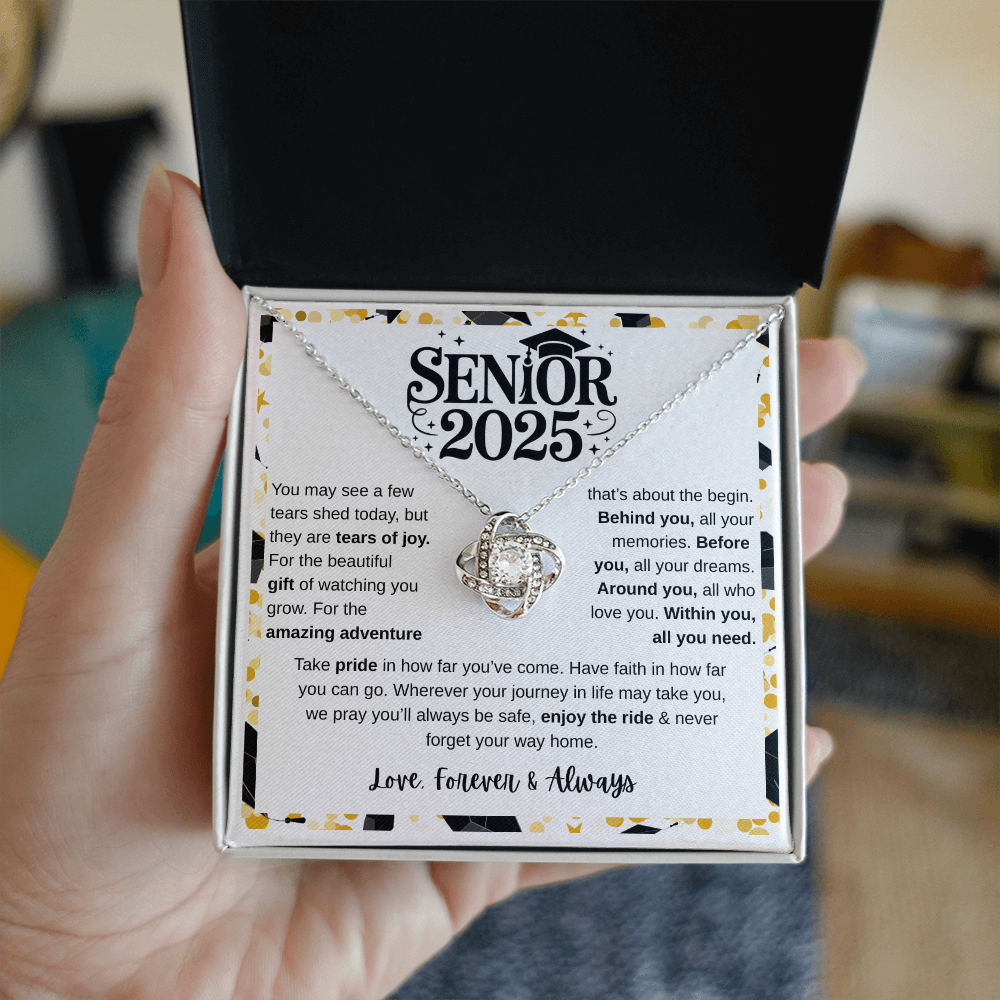 SENIOR
2025
You may see a few
tears shed today, but
they are tears of joy.
For the beautiful
gift of watching you
grow. For the
amazing adventure
that's about the begin.
Behind you, all your
memories. Before
you, all your dreams.
Around you, all who
love you. Within you,
all you need.
Take pride in how far you've come. Have faith in how far
you can go. Wherever your journey in life may take you,
we pray you'll always be safe, enjoy the ride & never
forget your way home.
Love, Forever & Always